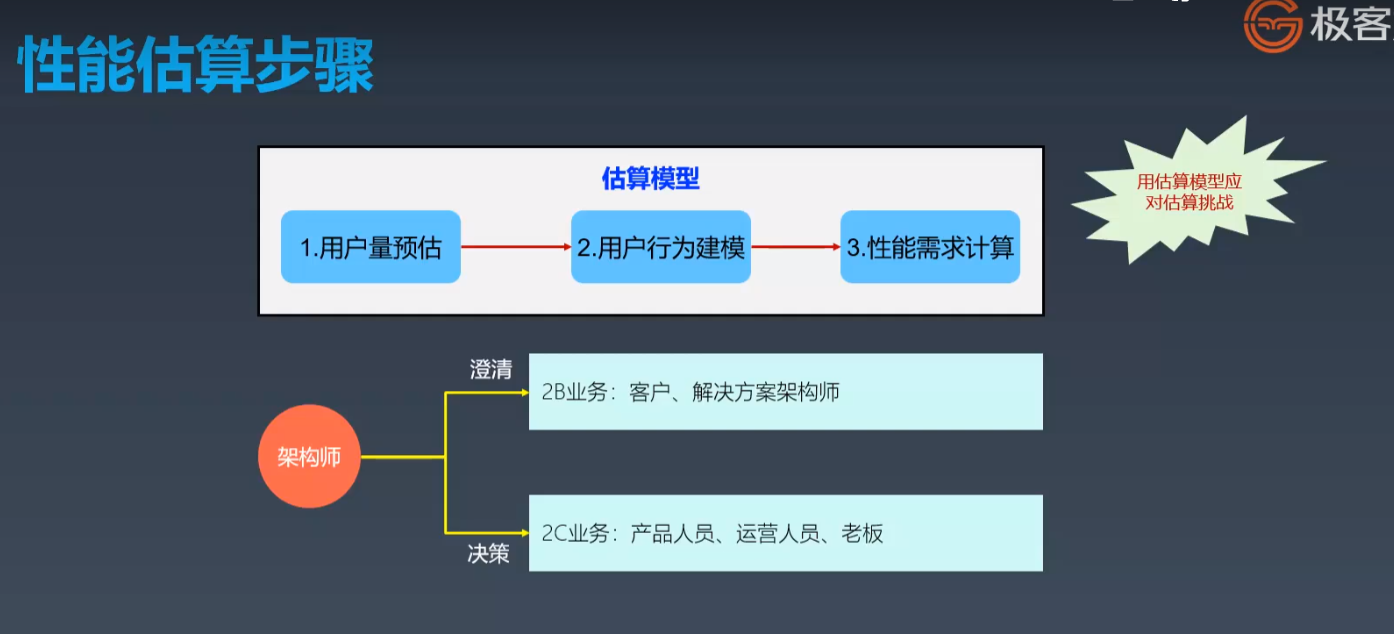 极客
性能估算步骤
估算模型
1.用户量预估
2.用户行为建模
3.性能需求计算
用估算模型应
对估算挑战
架构师
澄清
2B业务：客户、解决方案架构师
决策
2C业务：产品人员、运营人员、老板